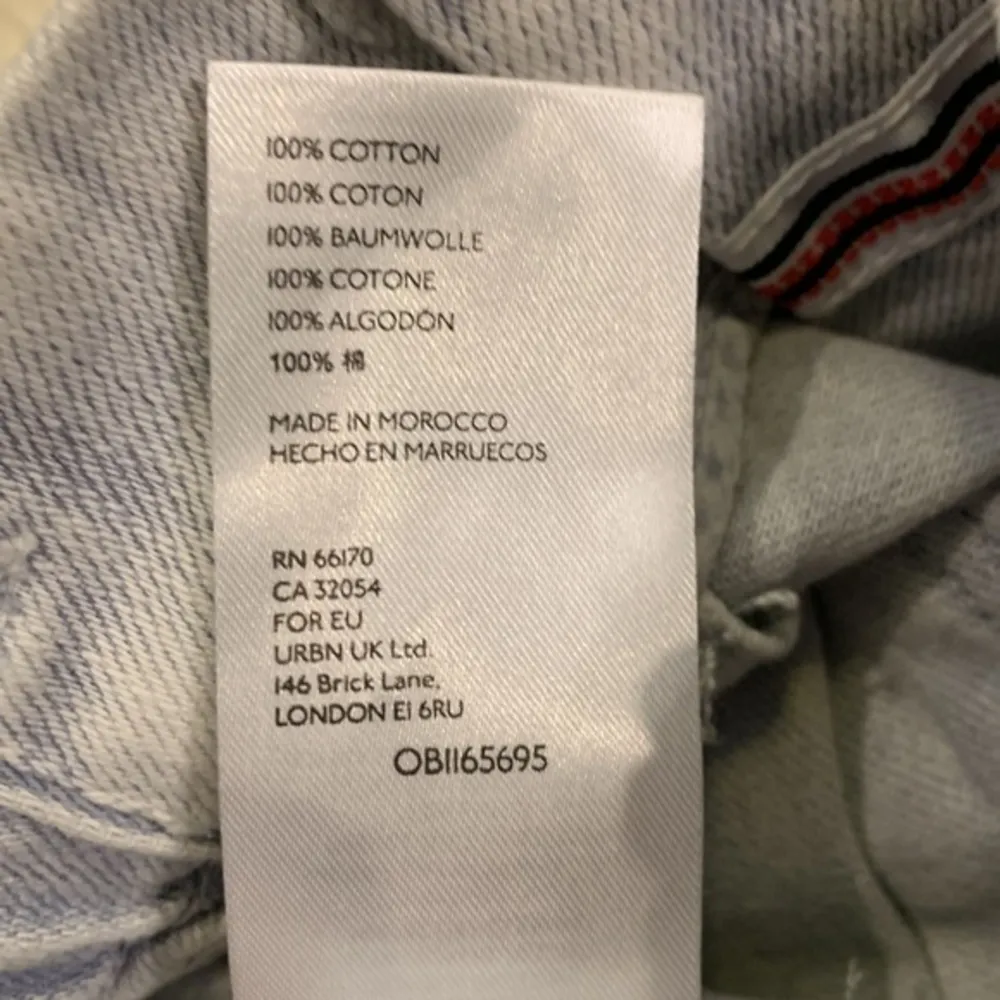 100% COTTON
100% COTON
100% BAUMWOLLE
100% COTONE
100% ALGODÓN
100% 棉
MADE IN MOROCCO
HECHO EN MARRUECOS
RN 66170
CA 32054
FOR EU
URBN UK Ltd.
146 Brick Lane,
LONDON E1 6RU
OB1165695